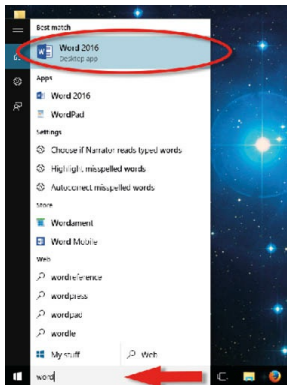 Best match
Word 2016
Desktop app
Apps
Word 2016
WordPad
Settings
Choose if Narrator reads typed words
Highlight misspelled words
Autocorrect misspelled words
Store
Wordament
Word Mobile
Web
wordreference
wordpress
wordpad
wordle
My stuff
Web
word